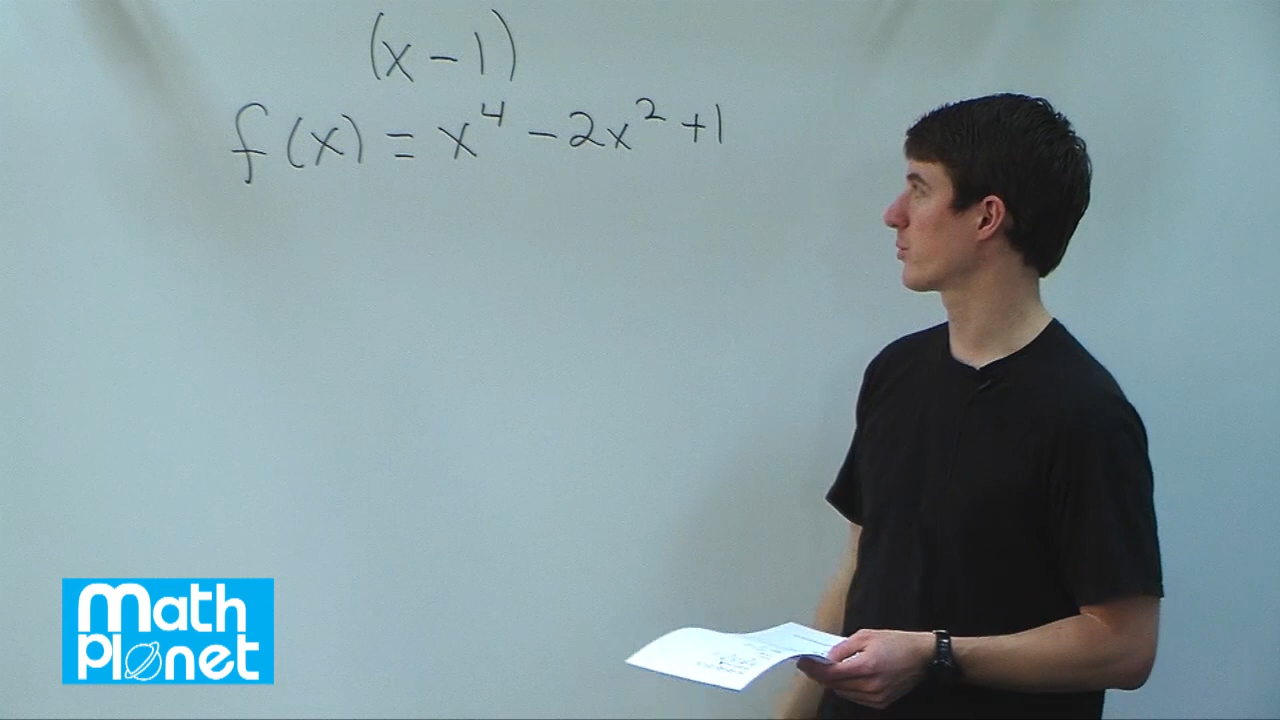 (x - 1)
f(x) = x⁴ - 2x² + 1
Math
Planet